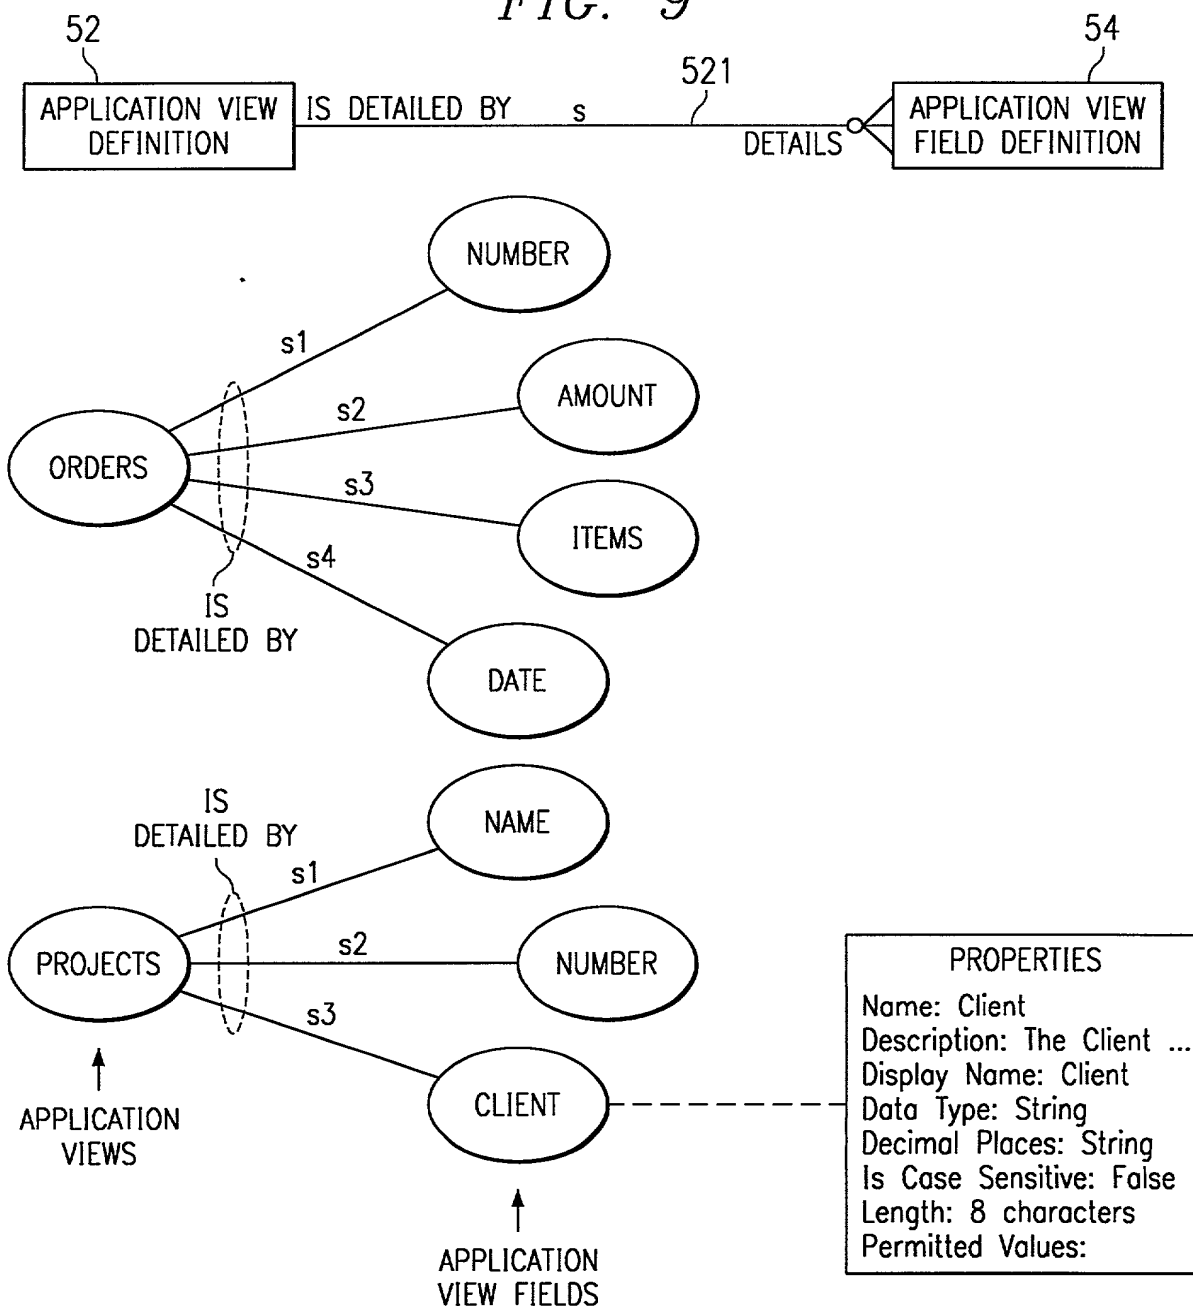 FIG. 9
52
54
521
APPLICATION VIEW
DEFINITION
IS DETAILED BY
s
DETAILS
APPLICATION VIEW
FIELD DEFINITION
NUMBER
s1
AMOUNT
s2
ORDERS
s3
ITEMS
s4
IS
DETAILED BY
DATE
IS
DETAILED BY
NAME
s1
PROJECTS
s2
NUMBER
s3
CLIENT
APPLICATION
VIEWS
APPLICATION
VIEW FIELDS
PROPERTIES
Name: Client
Description: The Client ...
Display Name: Client
Data Type: String
Decimal Places: String
Is Case Sensitive: False
Length: 8 characters
Permitted Values: